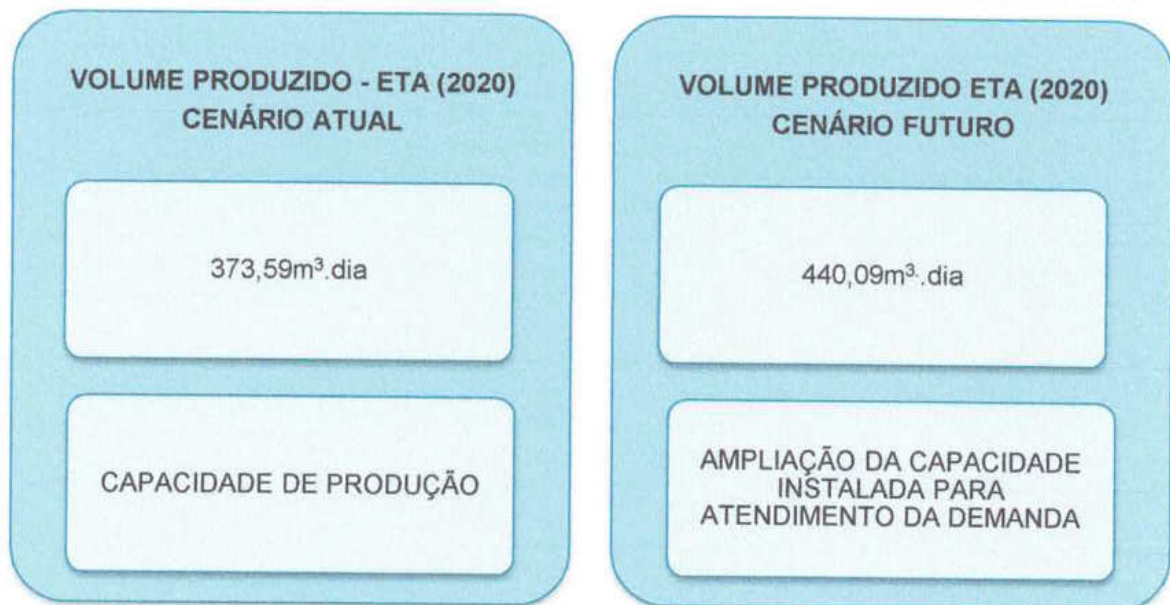 VOLUME PRODUZIDO - ETA (2020)
CENÁRIO ATUAL
373,59m³.dia
CAPACIDADE DE PRODUÇÃO
VOLUME PRODUZIDO ETA (2020)
CENÁRIO FUTURO
440,09m³·.dia
AMPLIAÇÃO DA CAPACIDADE
INSTALADA PARA
ATENDIMENTO DA DEMANDA